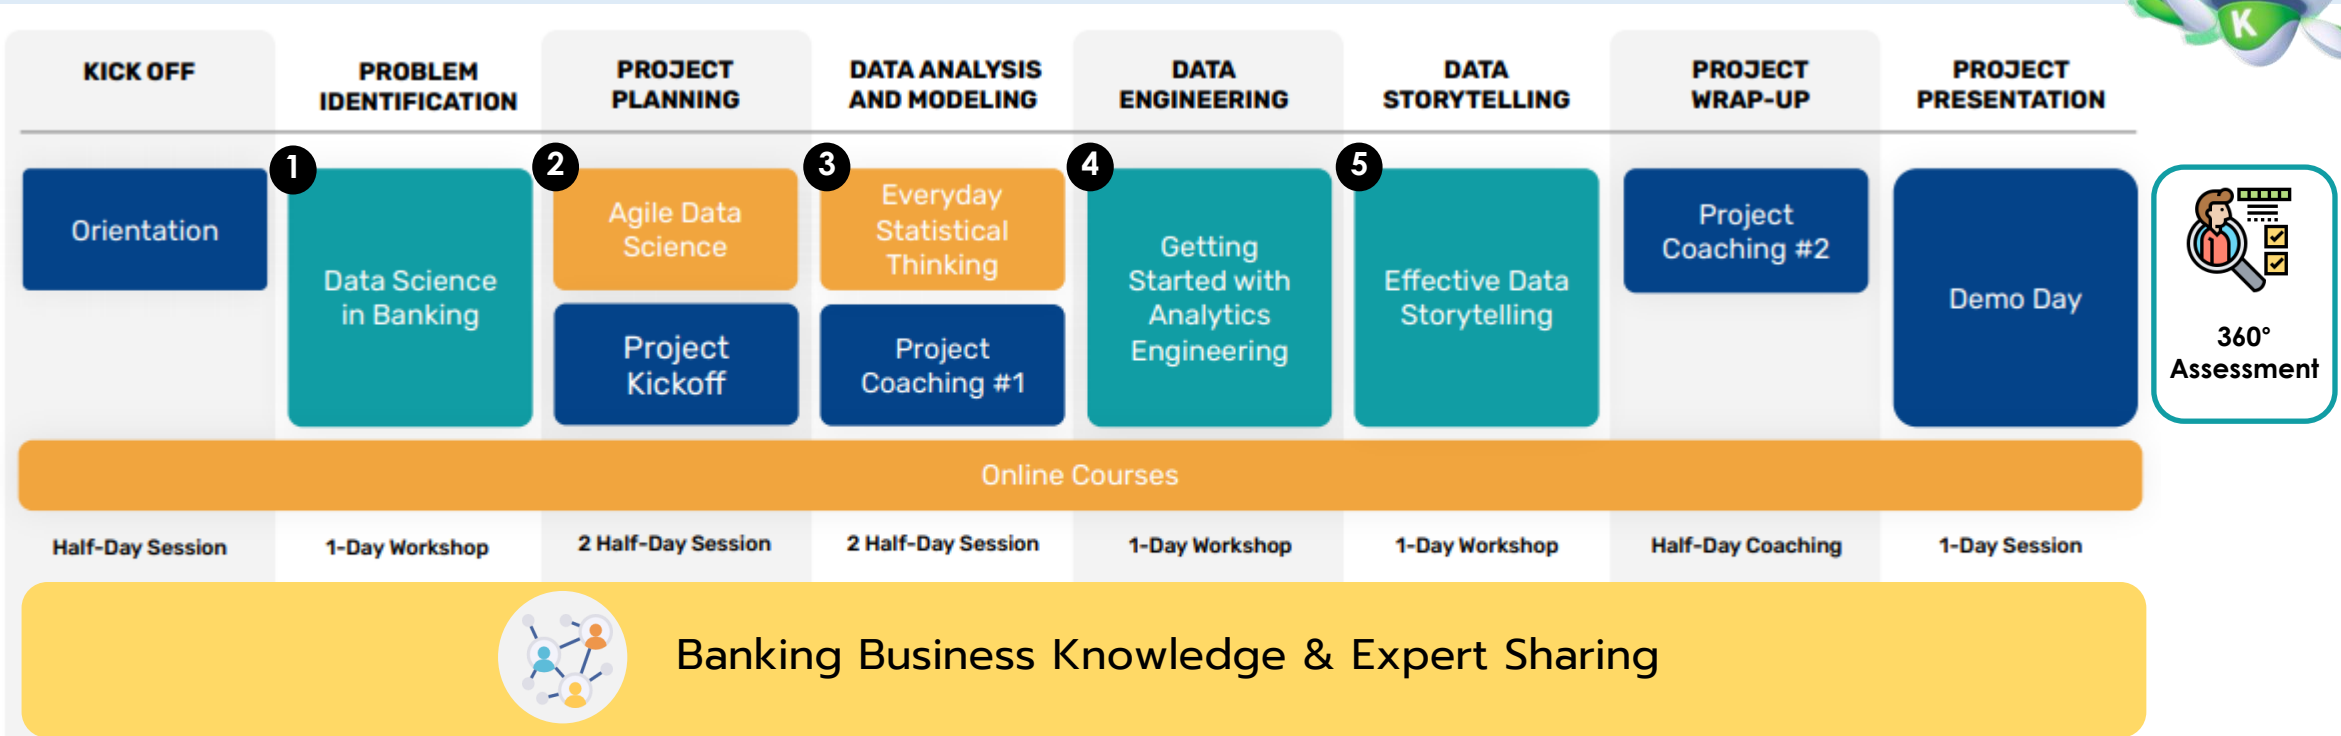 K
KICK OFF
PROBLEM
IDENTIFICATION
PROJECT
PLANNING
DATA ANALYSIS
AND MODELING
DATA
ENGINEERING
DATA
STORYTELLING
PROJECT
WRAP-UP
PROJECT
PRESENTATION
Orientation
1
Data Science
in Banking
2
Agile Data
Science
Project
Kickoff
3
Everyday
Statistical
Thinking
Project
Coaching #1
4
Getting
Started with
Analytics
Engineering
5
Effective Data
Storytelling
Project
Coaching #2
Demo Day
360°
Assessment
Online Courses
Half-Day Session
1-Day Workshop
2 Half-Day Session
2 Half-Day Session
1-Day Workshop
1-Day Workshop
Half-Day Coaching
1-Day Session
Banking Business Knowledge & Expert Sharing